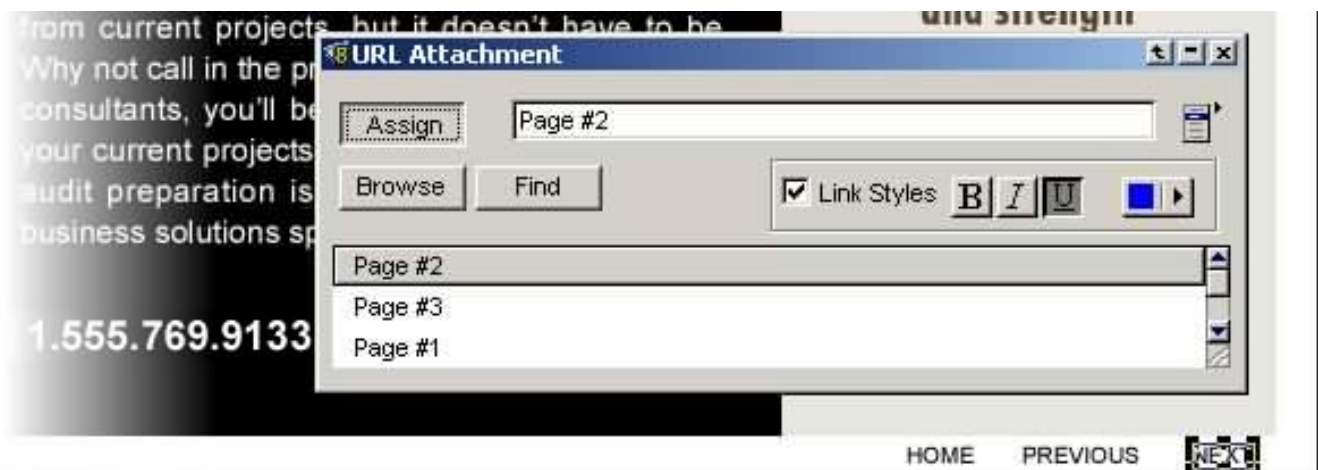 from current projects, but it doesn't have to be
Why not call in the pr
consultants, you'll be
your current projects
audit preparation is
business solutions sp
1.555.769.9133
and strength
URL Attachment
Assign
Page #2
Browse
Find
Link Styles B I U
Page #2
Page #3
Page #1
HOME PREVIOUS NEXT